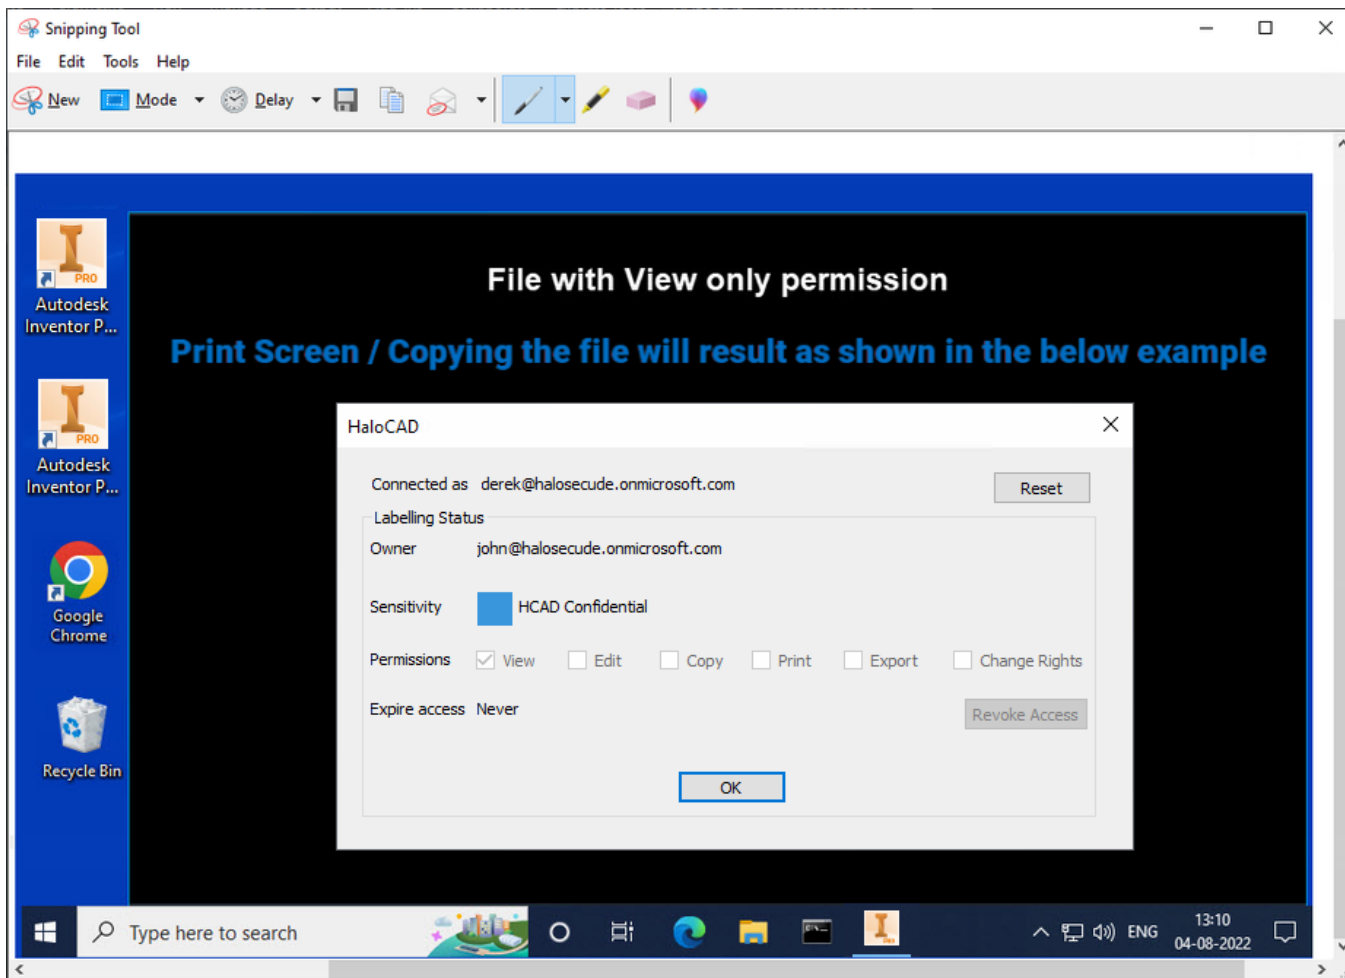 Snipping Tool
File Edit Tools Help
New Mode Delay
File with View only permission
Print Screen / Copying the file will result as shown in the below example
PRO
Autodesk
Inventor P...
PRO
Autodesk
Inventor P...
Google
Chrome
Recycle Bin
HaloCAD
Connected as derek@halosecude.onmicrosoft.com Reset
Labelling Status
Owner john@halosecude.onmicrosoft.com
Sensitivity HCAD Confidential
Permissions View Edit Copy Print Export Change Rights
Expire access Never Revoke Access
OK
Type here to search
ENG
13:10
04-08-2022